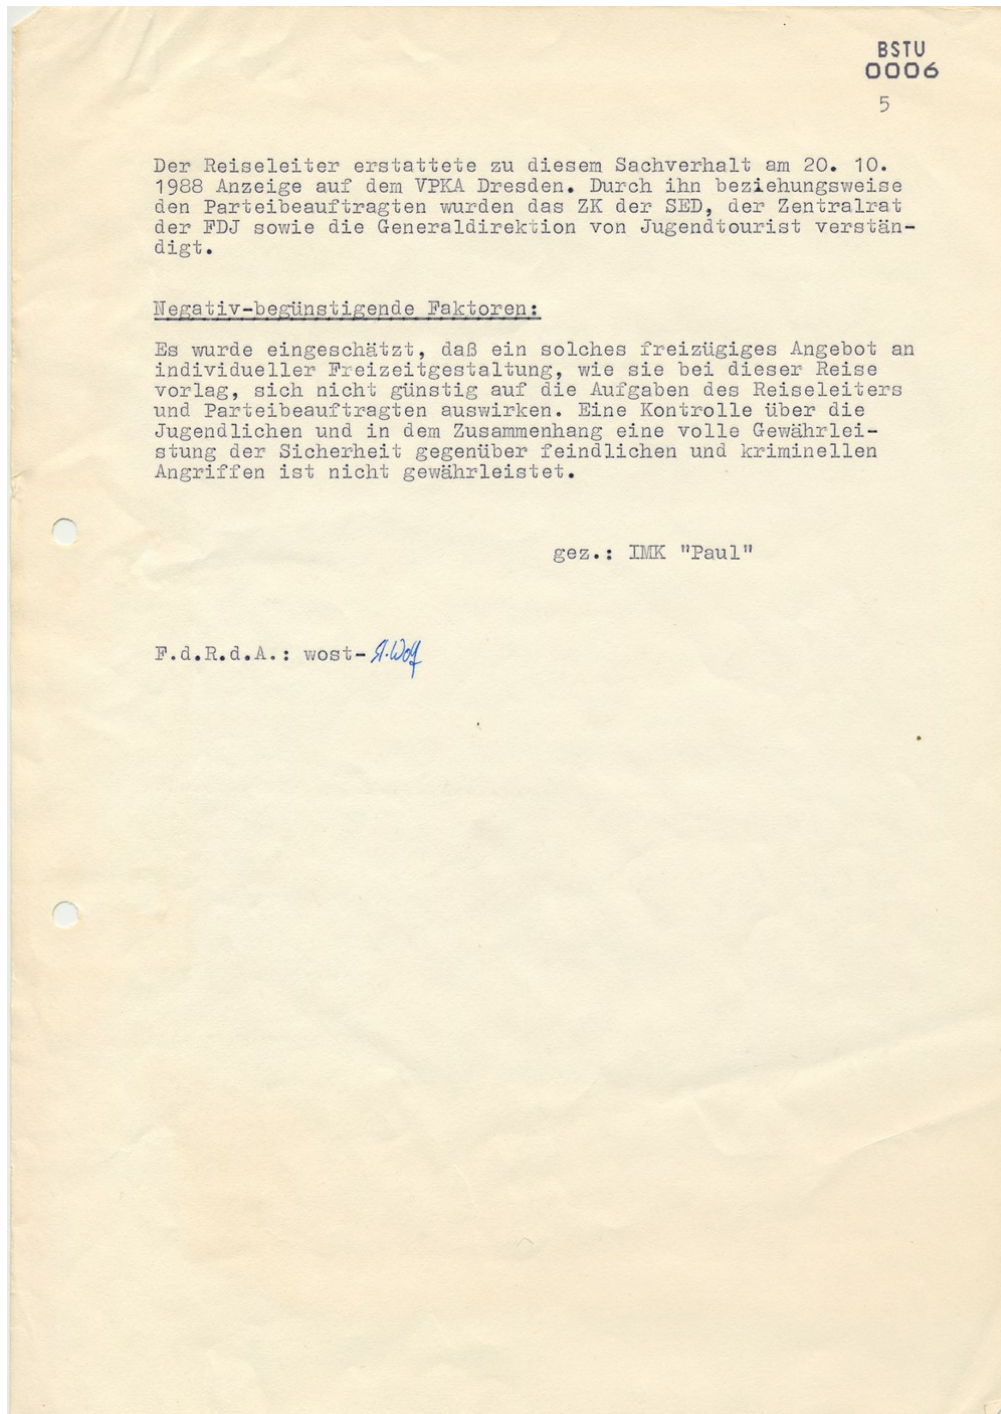 BSTU
0006
5
Der Reiseleiter erstattete zu diesem Sachverhalt am 20. 10.
1988 Anzeige auf dem VPKA Dresden. Durch ihn beziehungsweise
den Parteibeauftragten wurden das ZK der SED, der Zentralrat
der FDJ sowie die Generaldirektion von Jugendtourist verstän-
digt.
Negativ-begünstigende Faktoren:
Es wurde eingeschätzt, daß ein solches freizügiges Angebot an
individueller Freizeitgestaltung, wie sie bei dieser Reise
vorlag, sich nicht günstig auf die Aufgaben des Reiseleiters
und Parteibeauftragten auswirken. Eine Kontrolle über die
Jugendlichen und in dem Zusammenhang eine volle Gewährlei-
stung der Sicherheit gegenüber feindlichen und kriminellen
Angriffen ist nicht gewährleistet.
gez.: IMK "Paul"
F.d.R.d.A.: wost-